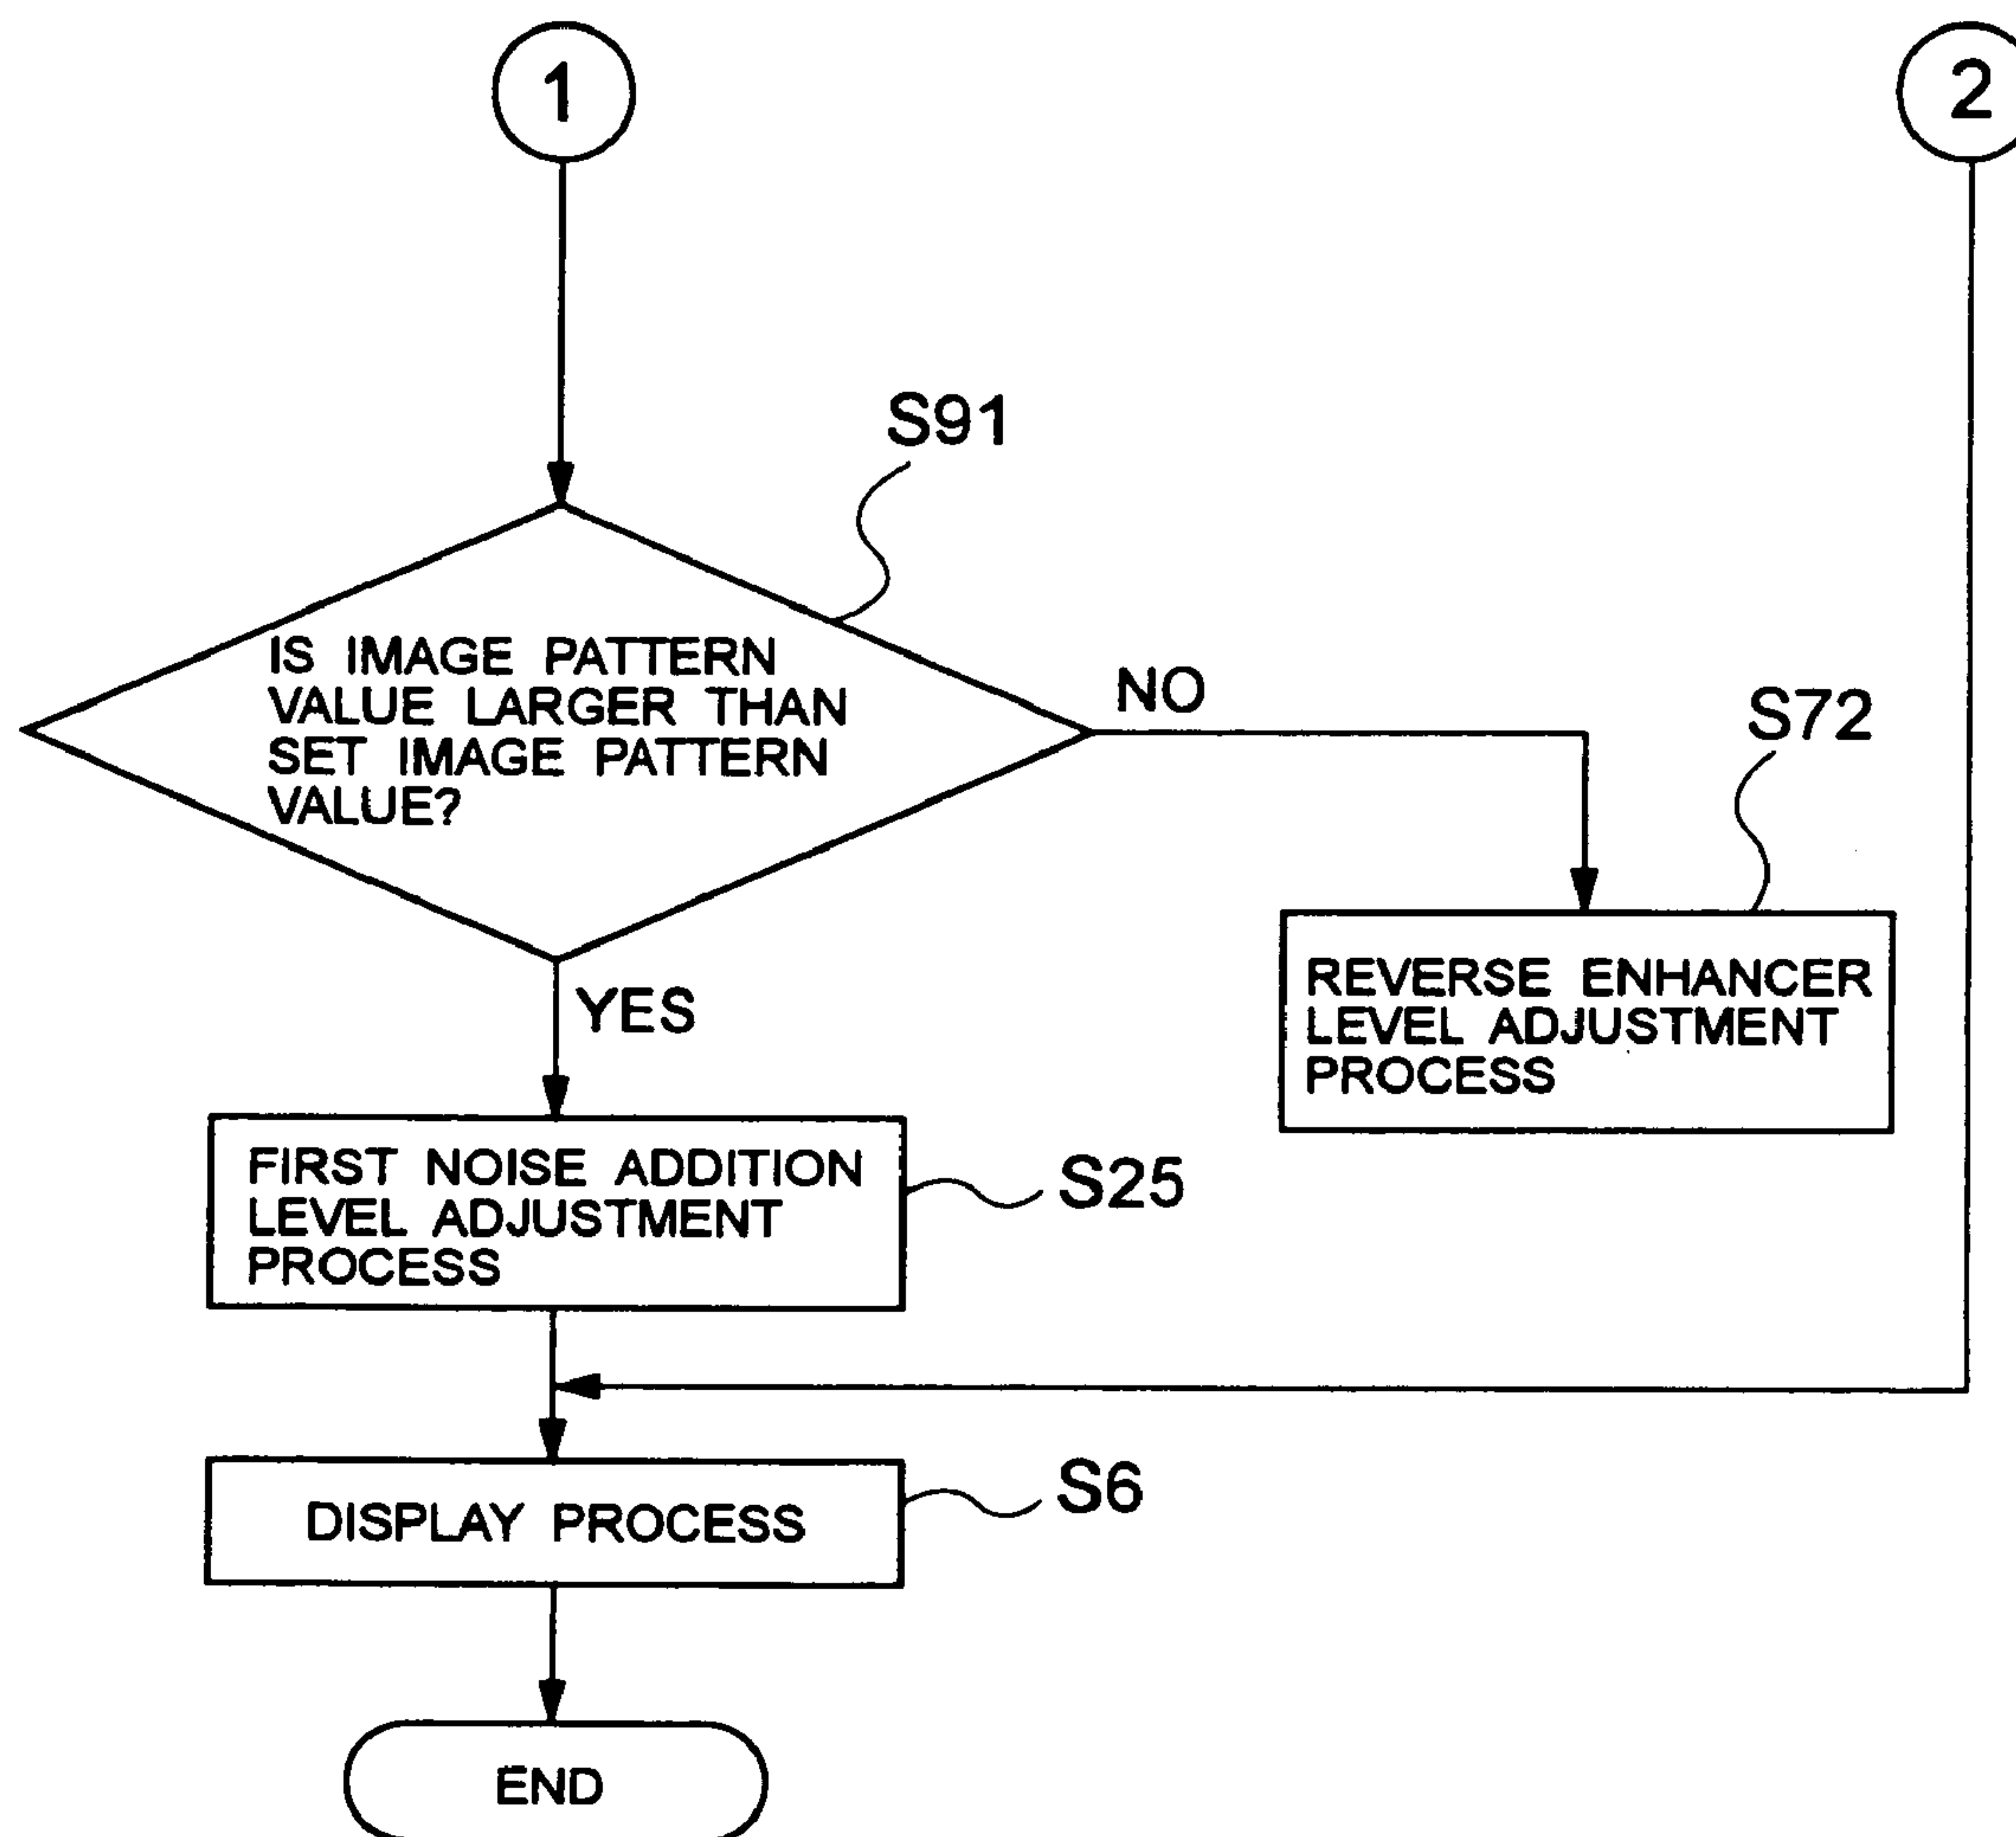 1
2
S91
IS IMAGE PATTERN
VALUE LARGER THAN
SET IMAGE PATTERN
VALUE?
NO
S72
YES
REVERSE ENHANCER
LEVEL ADJUSTMENT
PROCESS
FIRST NOISE ADDITION
LEVEL ADJUSTMENT
PROCESS
S25
DISPLAY PROCESS
S6
END